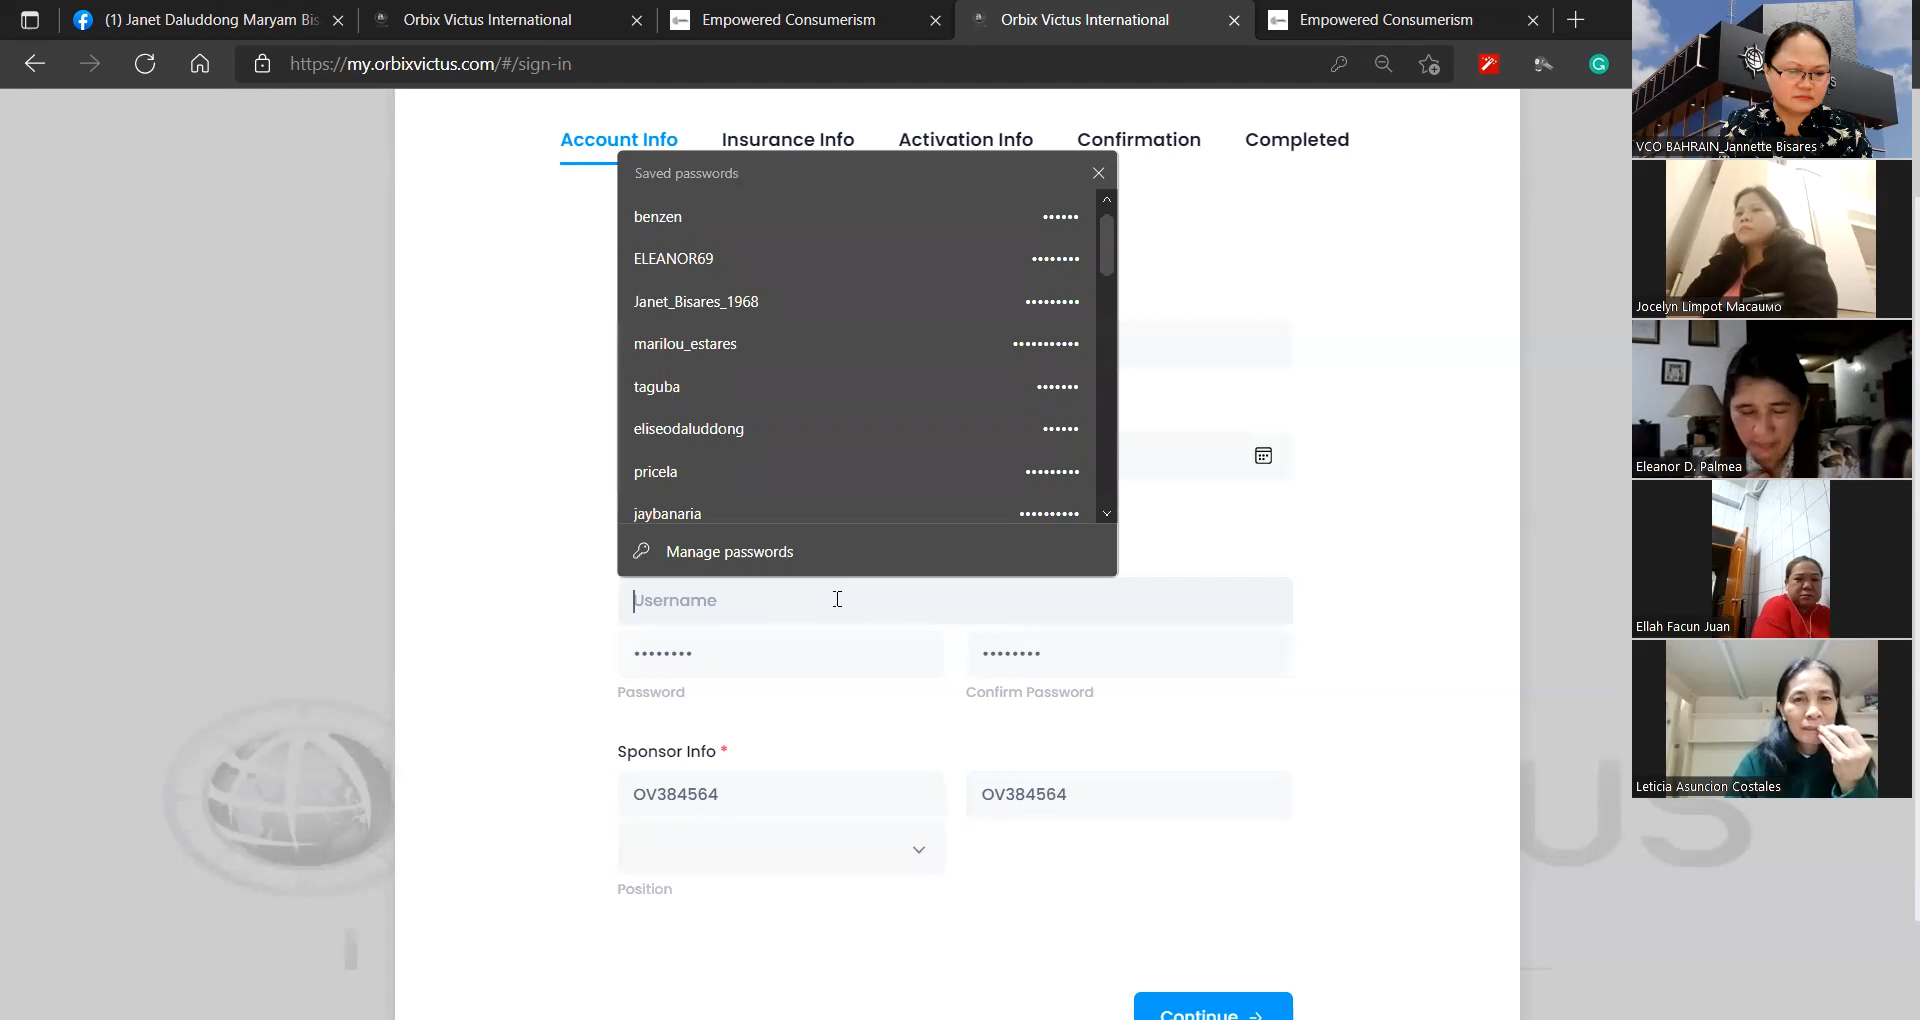 (1) Janet Daluddong Maryam Bis
Orbix Victus International
Empowered Consumerism
Orbix Victus International
Empowered Consumerism
https://my.orbixvictus.com/#/sign-in
Account Info
Insurance Info
Activation Info
Confirmation
Completed
Saved passwords
benzen ••••••
ELEANOR69 ••••••••
Janet_Bisares_1968 •••••••••
marilou_estares •••••••••••
taguba •••••••
eliseodaluddong ••••••
pricela •••••••••
jaybanaria ••••••••••
Manage passwords
Username
•••••••• ••••••••
Password Confirm Password
Sponsor Info *
OV384564 OV384564
Position
Continue →
VCO BAHRAIN_Jannette Bisares
Jocelyn Limpot Macaumo
Eleanor D. Palmea
Ellah Facun Juan
Leticia Asuncion Costales